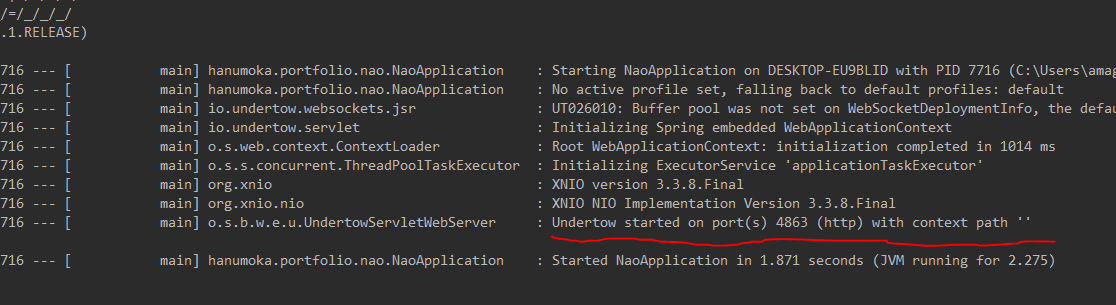 /=/_/_/_/
.1.RELEASE)
716 --- [           main] hanumoka.portfolio.nao.NaoApplication    : Starting NaoApplication on DESKTOP-EU9BLID with PID 7716 (C:\Users\amag
716 --- [           main] hanumoka.portfolio.nao.NaoApplication    : No active profile set, falling back to default profiles: default
716 --- [           main] io.undertow.websockets.jsr               : UT026010: Buffer pool was not set on WebSocketDeploymentInfo, the defau
716 --- [           main] io.undertow.servlet                      : Initializing Spring embedded WebApplicationContext
716 --- [           main] o.s.web.context.ContextLoader            : Root WebApplicationContext: initialization completed in 1014 ms
716 --- [           main] o.s.s.concurrent.ThreadPoolTaskExecutor  : Initializing ExecutorService 'applicationTaskExecutor'
716 --- [           main] org.xnio                                 : XNIO version 3.3.8.Final
716 --- [           main] org.xnio.nio                             : XNIO NIO Implementation Version 3.3.8.Final
716 --- [           main] o.s.b.w.e.u.UndertowServletWebServer     : Undertow started on port(s) 4863 (http) with context path ''
716 --- [           main] hanumoka.portfolio.nao.NaoApplication    : Started NaoApplication in 1.871 seconds (JVM running for 2.275)